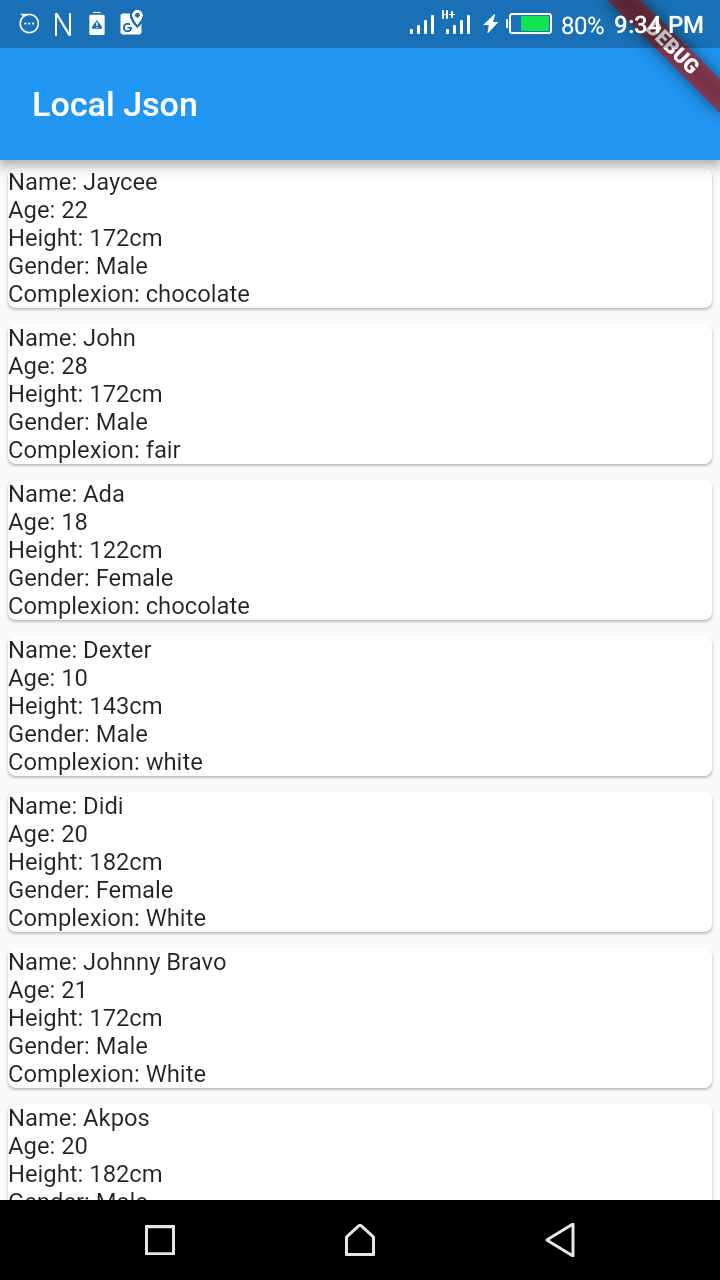 H+
80%
9:34 PM
DEBUG
Local Json
Name: Jaycee
Age: 22
Height: 172cm
Gender: Male
Complexion: chocolate
Name: John
Age: 28
Height: 172cm
Gender: Male
Complexion: fair
Name: Ada
Age: 18
Height: 122cm
Gender: Female
Complexion: chocolate
Name: Dexter
Age: 10
Height: 143cm
Gender: Male
Complexion: white
Name: Didi
Age: 20
Height: 182cm
Gender: Female
Complexion: White
Name: Johnny Bravo
Age: 21
Height: 172cm
Gender: Male
Complexion: White
Name: Akpos
Age: 20
Height: 182cm
Gender: Male